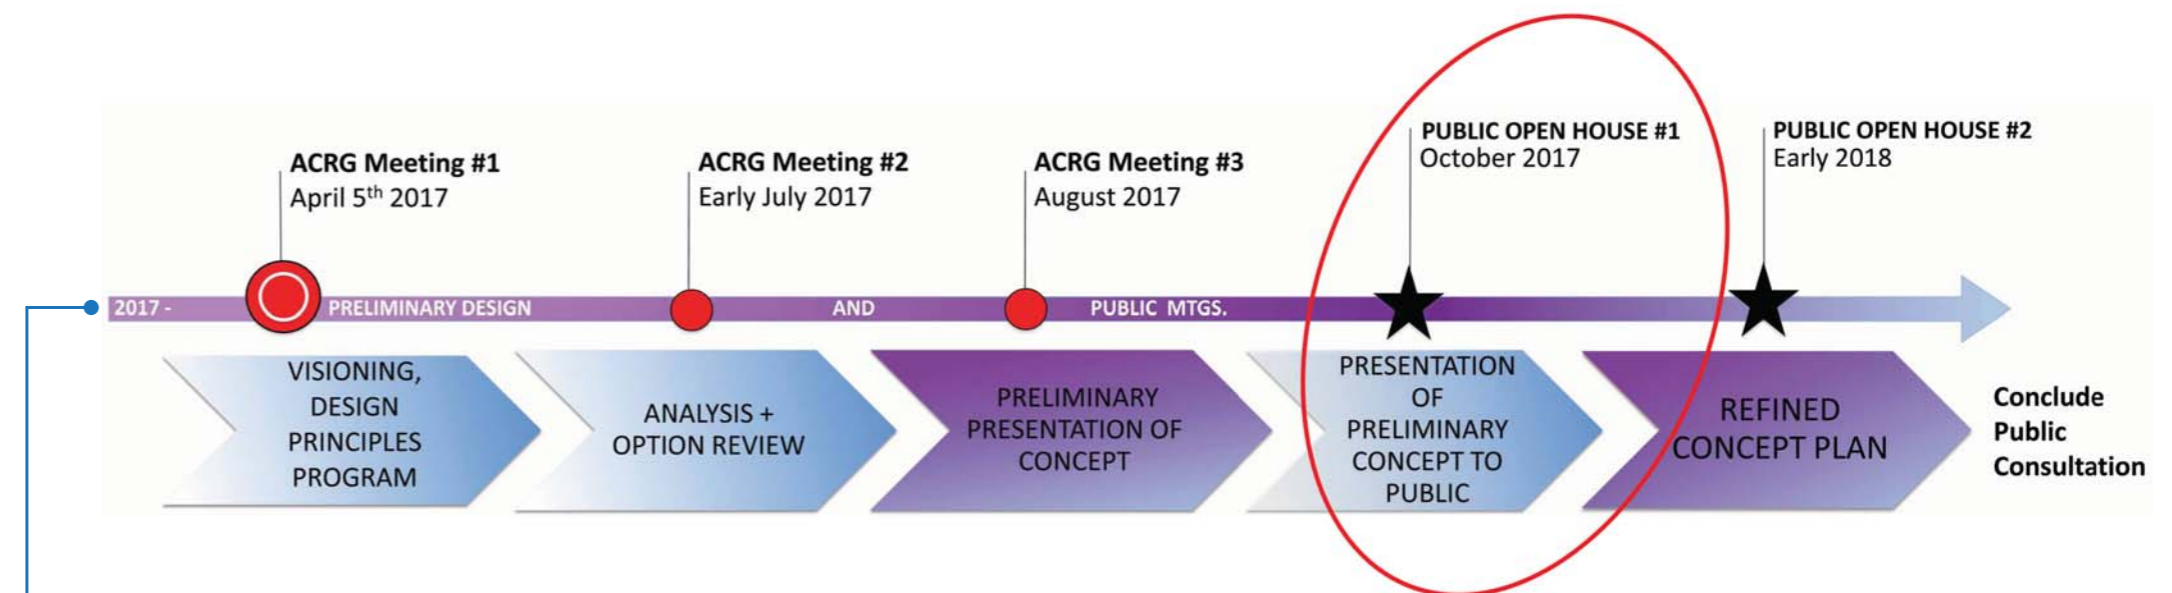 ACRG Meeting #1
April 5th 2017
ACRG Meeting #2
Early July 2017
ACRG Meeting #3
August 2017
PUBLIC OPEN HOUSE #1
October 2017
PUBLIC OPEN HOUSE #2
Early 2018
2017 - PRELIMINARY DESIGN AND PUBLIC MTGS.
VISIONING,
DESIGN
PRINCIPLES
PROGRAM
ANALYSIS +
OPTION REVIEW
PRELIMINARY
PRESENTATION OF
CONCEPT
PRESENTATION
OF
PRELIMINARY
CONCEPT TO
PUBLIC
REFINED
CONCEPT PLAN
Conclude
Public
Consultation